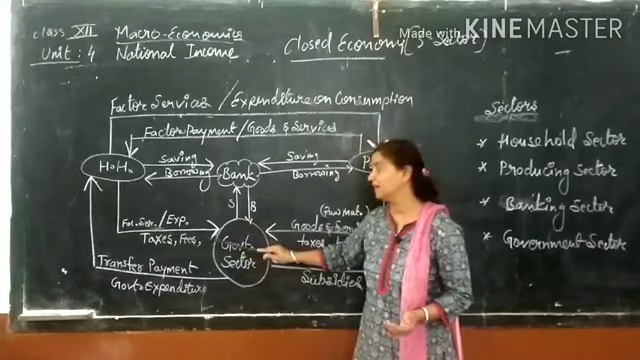 class XII Macro-Economics
Unit : 4 National Income
Closed Economy (3 Sector)
Made with KINEMASTER
Factor Services / Expenditure on Consumption
Factor Payment / Goods & Services
H.H.
Saving
Borrowing
Bank
Saving
Borrowing
P
S
B
Fac. Ser. / Exp.
Taxes, Fees,
Govt.
Sector
(Raw mat.
Goods &
taxes
Transfer Payment
Govt. Expenditure
Subsidies
Sectors
* Household Sector
* Producing Sector
* Banking Sector
* Government Sector